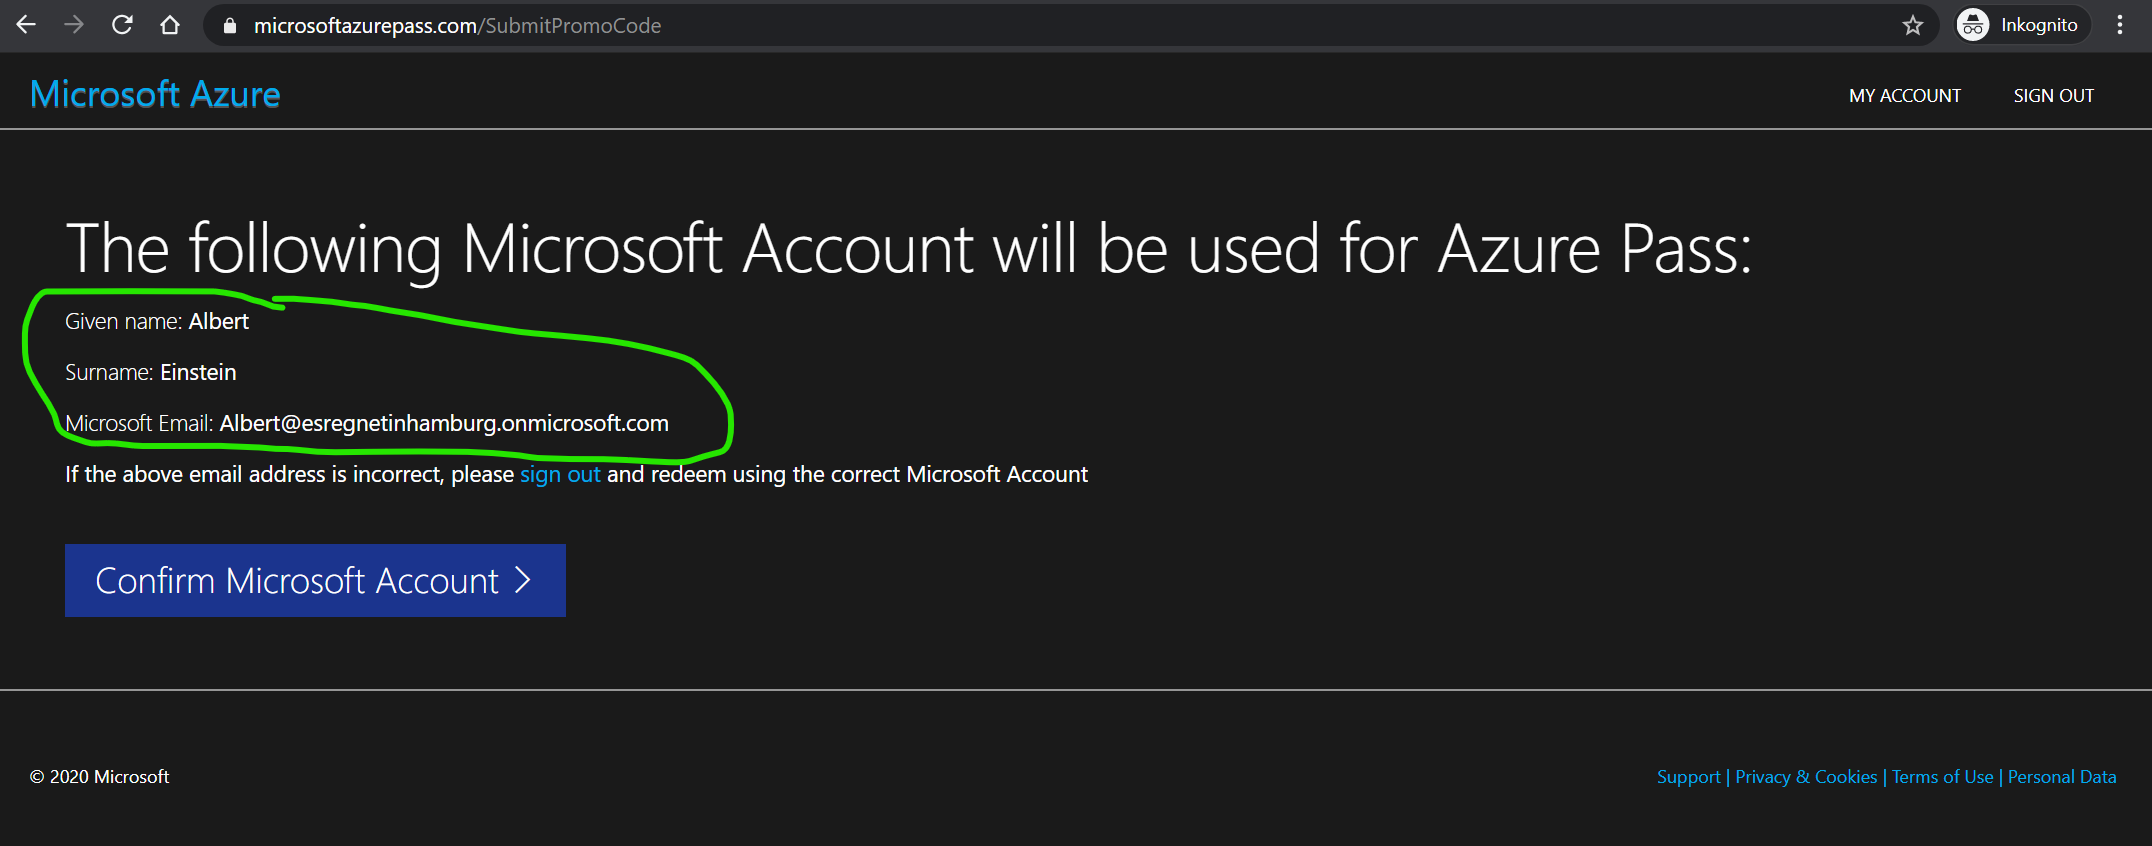 microsoftazurepass.com/SubmitPromoCode
Inkognito
Microsoft Azure
MY ACCOUNT
SIGN OUT
The following Microsoft Account will be used for Azure Pass:
Given name: Albert
Surname: Einstein
Microsoft Email: Albert@esregnetinhamburg.onmicrosoft.com
If the above email address is incorrect, please sign out and redeem using the correct Microsoft Account
Confirm Microsoft Account
© 2020 Microsoft
Support | Privacy & Cookies | Terms of Use | Personal Data